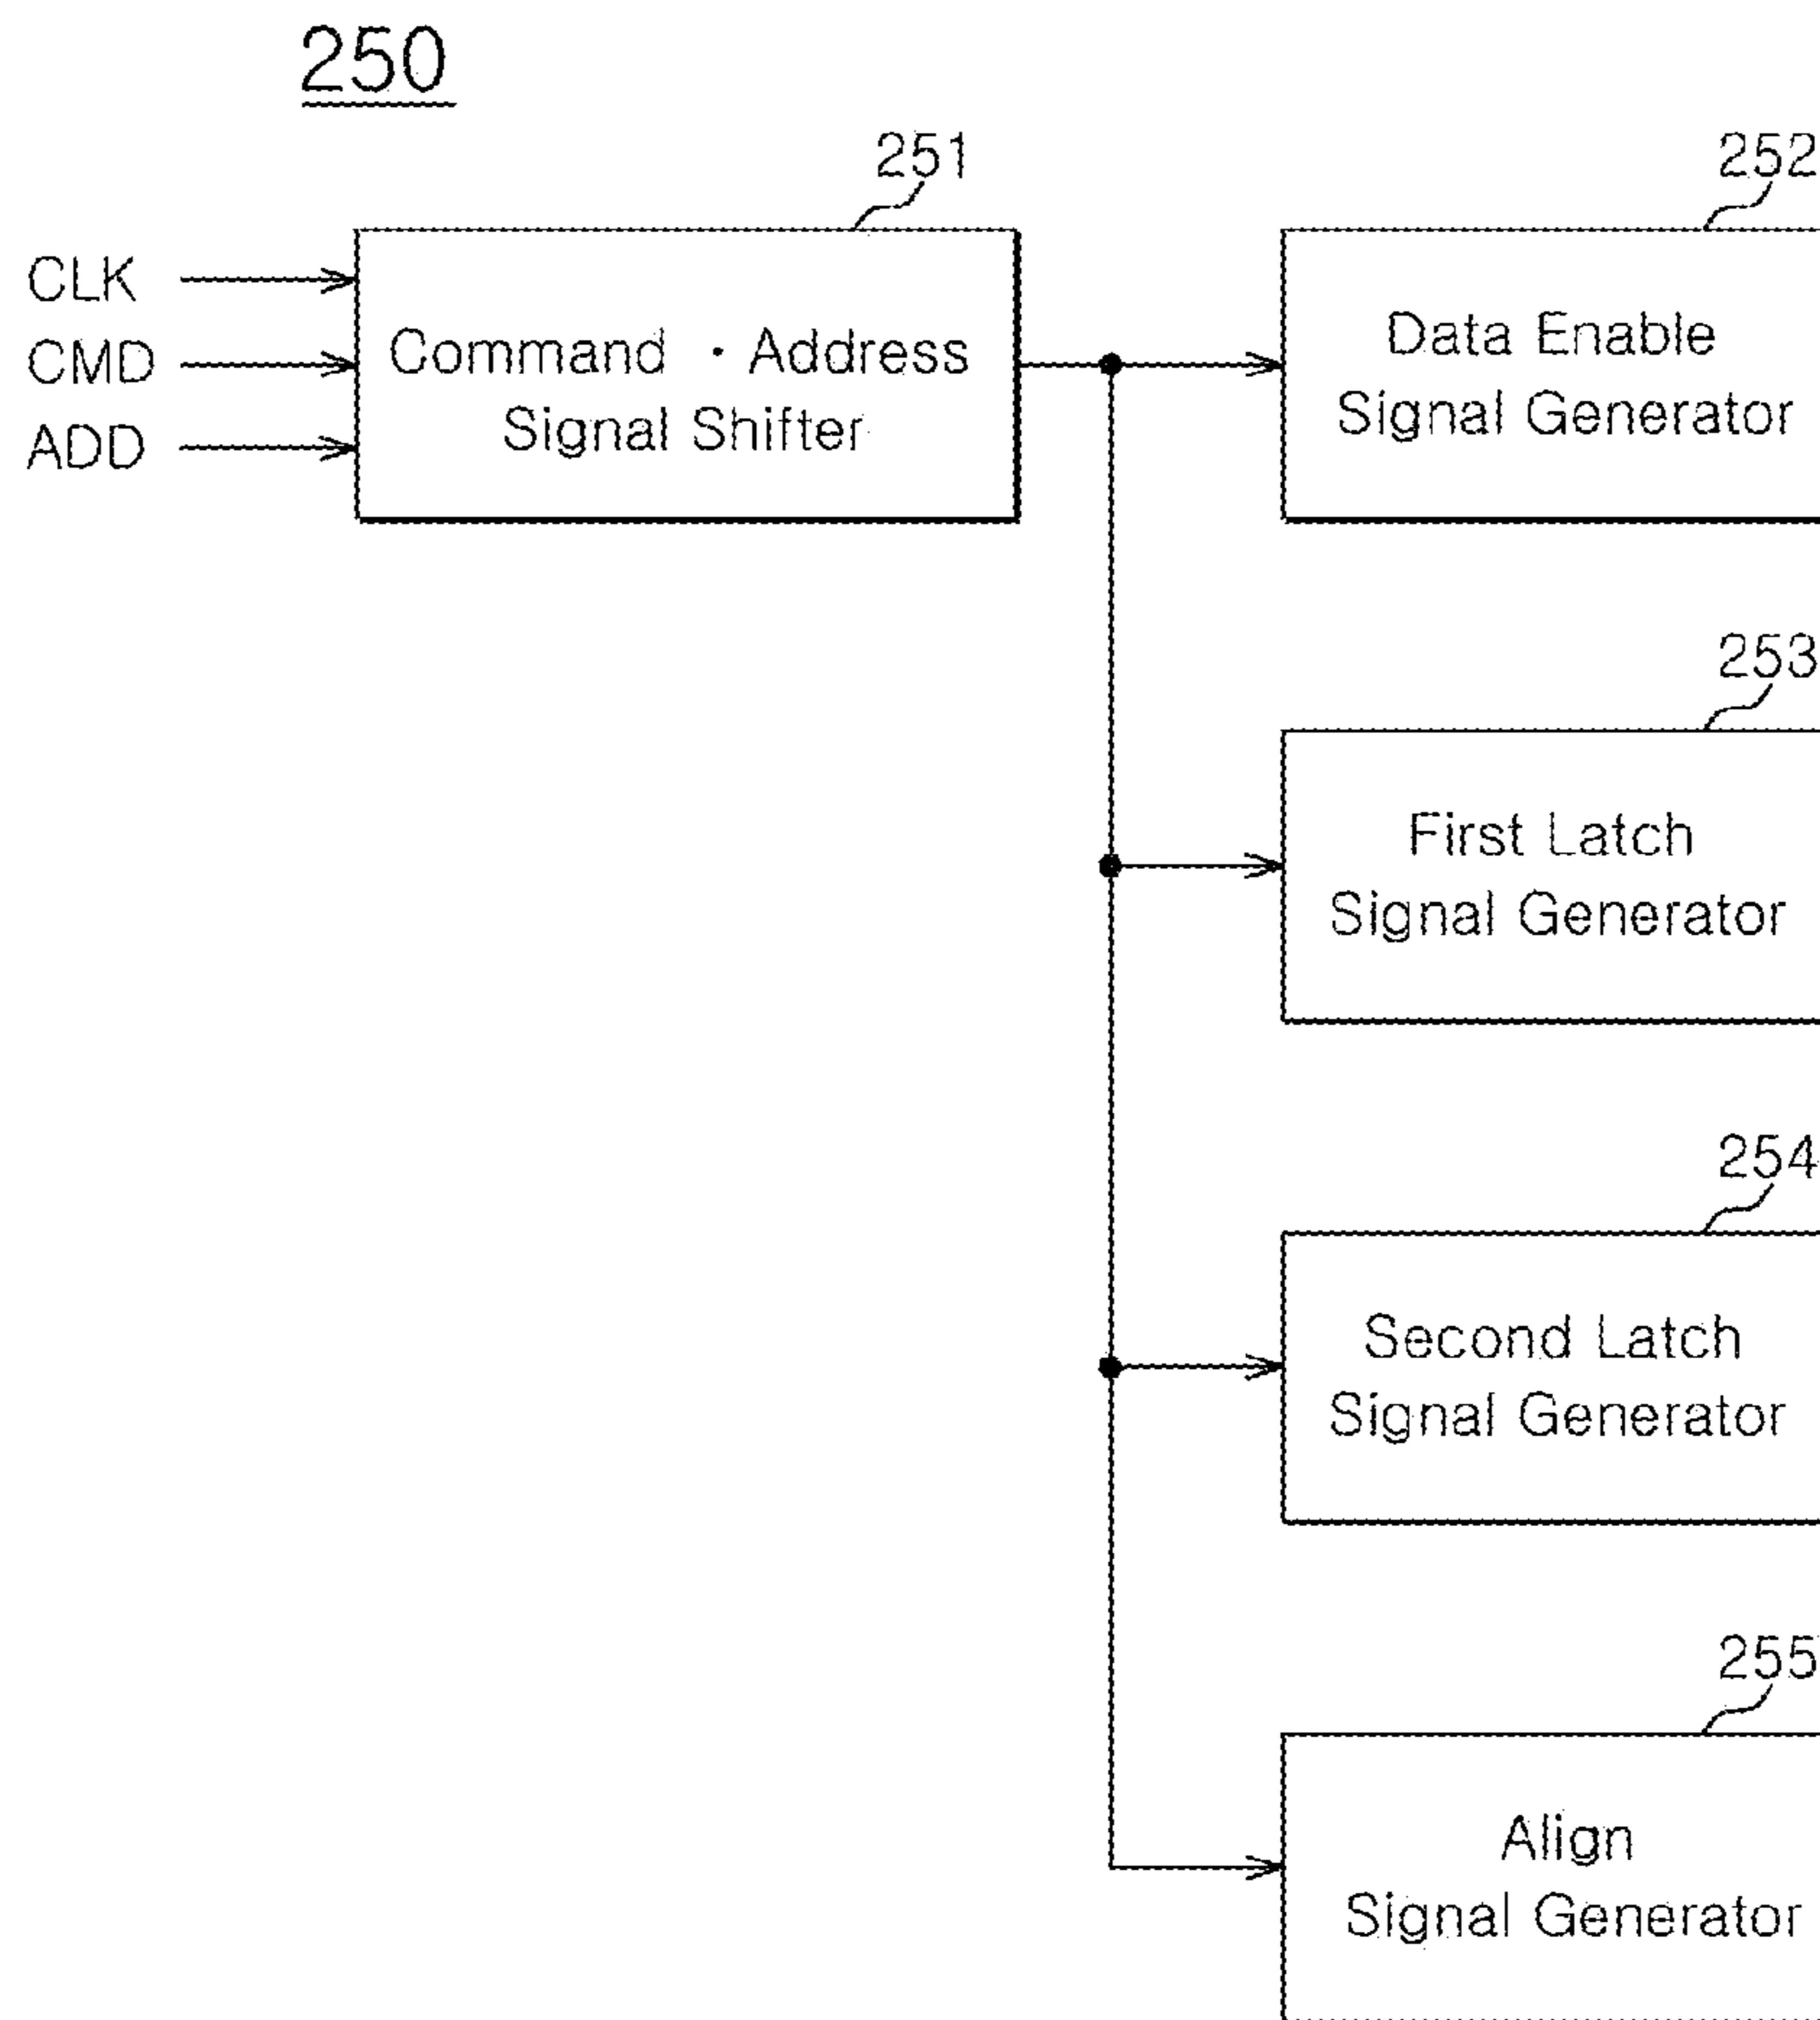 250
251
252
CLK
CMD
ADD
Command · Address
Signal Shifter
Data Enable
Signal Generator
253
First Latch
Signal Generator
254
Second Latch
Signal Generator
255
Align
Signal Generator